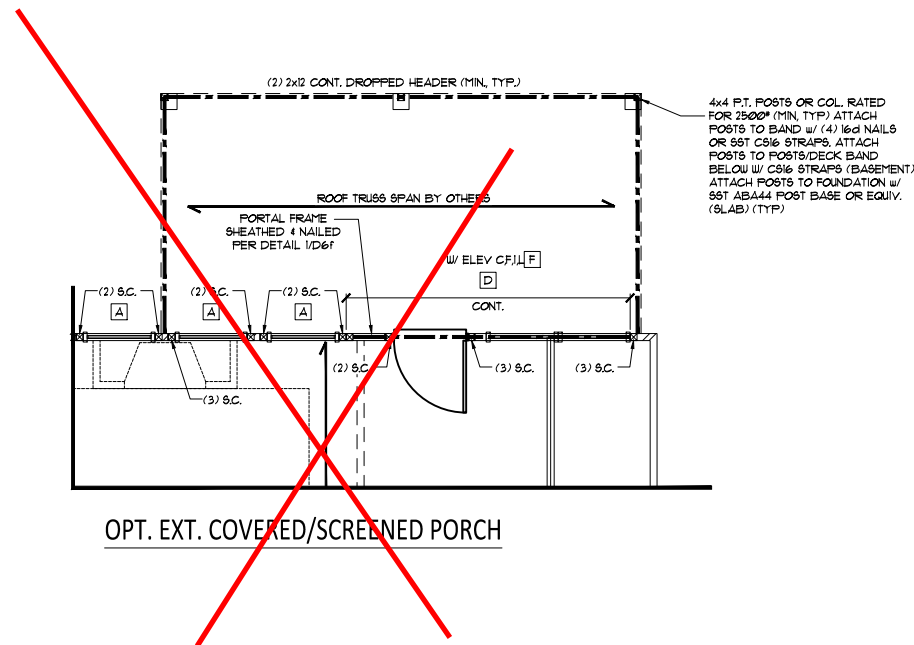 (2) 2x12 CONT. DROPPED HEADER (MIN., TYP.)
4x4 P.T. POSTS OR COL. RATED
FOR 2500# (MIN, TYP) ATTACH
POSTS TO BAND w/ (4) 16d NAILS
OR SST CS16 STRAPS. ATTACH
POSTS TO POSTS/DECK BAND
BELOW W/ CS16 STRAPS (BASEMENT)
ATTACH POSTS TO FOUNDATION w/
SST ABA44 POST BASE OR EQUIV.
(SLAB) (TYP)
ROOF TRUSS SPAN BY OTHERS
PORTAL FRAME
SHEATHED & NAILED
PER DETAIL 1/D6f
W/ ELEV C,F,I,L F
D
CONT.
(2) S.C. (2) S.C. (2) S.C.
A A A
(2) S.C. (3) S.C. (3) S.C.
(3) S.C.
OPT. EXT. COVERED/SCREENED PORCH